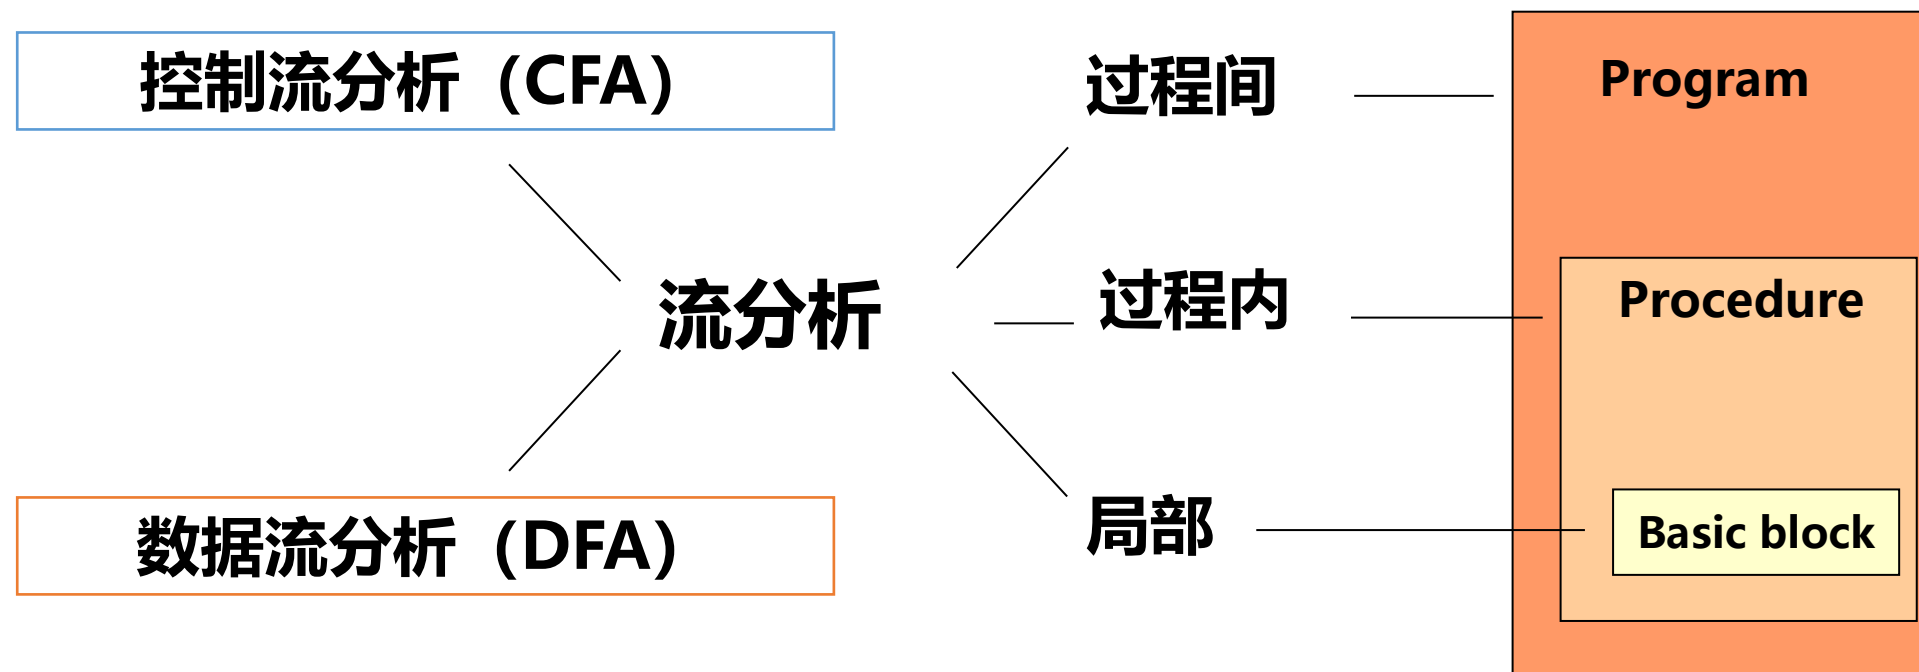 控制流分析（CFA）
过程间
Program
流分析
过程内
Procedure
数据流分析（DFA）
局部
Basic block